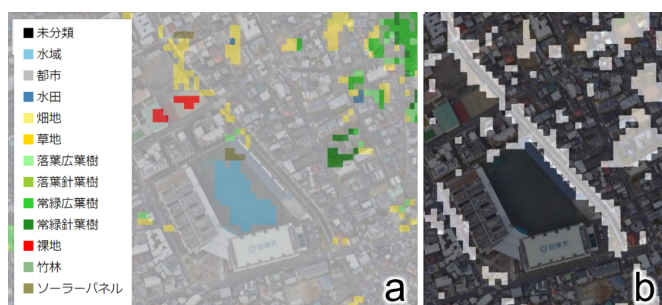 未分類
水域
都市
水田
畑地
草地
落葉広葉樹
落葉針葉樹
常緑広葉樹
常緑針葉樹
裸地
竹林
ソーラーパネル
a
b